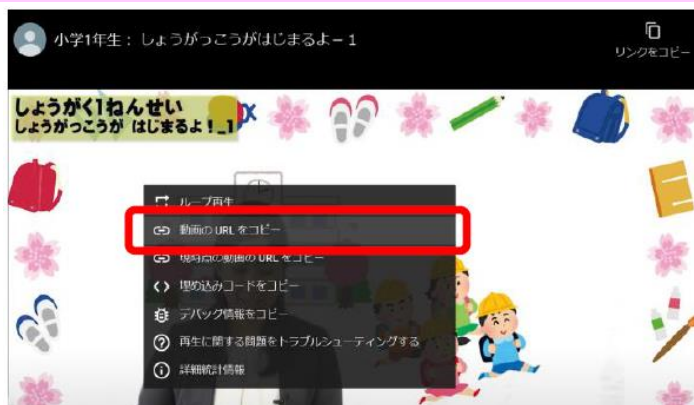 小学1年生： しょうがっこうがはじまるよー 1
リンクをコピー
しょうがく1ねんせい
しょうがっこうが はじまるよ！_1
ループ再生
動画の URL をコピー
現時点の動画の URL をコピー
埋め込みコードをコピー
デバッグ情報をコピー
再生に関する問題をトラブルシューティングする
詳細統計情報